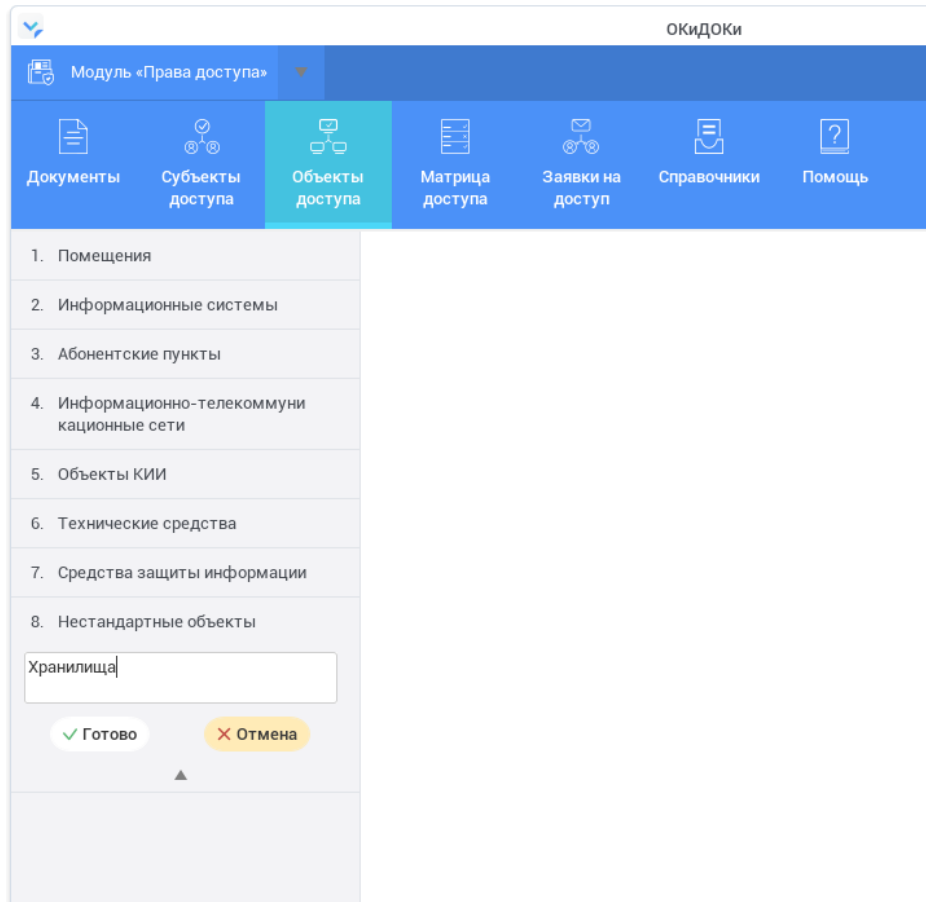 ОКиДОКи
Модуль «Права доступа»
Документы
Субъекты
доступа
Объекты
доступа
Матрица
доступа
Заявки на
доступ
Справочники
Помощь
1. Помещения
2. Информационные системы
3. Абонентские пункты
4. Информационно-телекоммуни
кационные сети
5. Объекты КИИ
6. Технические средства
7. Средства защиты информации
8. Нестандартные объекты
Хранилища
Готово
Отмена